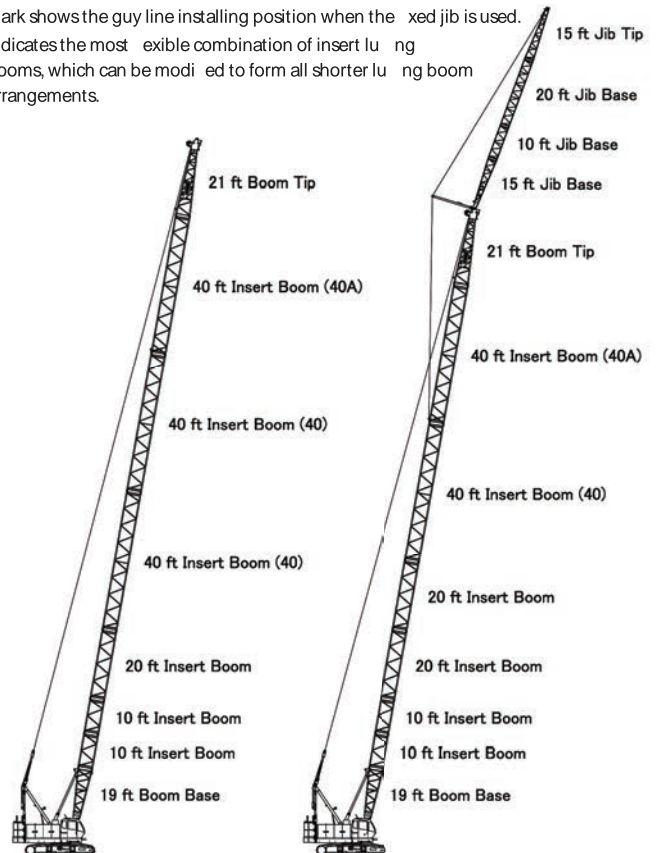 ark shows the guy line installing position when the xed jib is used.
dicates the most exible combination of insert lu ng
ooms, which can be modi ed to form all shorter lu ng boom
rrangements.
21 ft Boom Tip
40 ft Insert Boom (40A)
40 ft Insert Boom (40)
40 ft Insert Boom (40)
20 ft Insert Boom
10 ft Insert Boom
10 ft Insert Boom
19 ft Boom Base
15 ft Jib Tip
20 ft Jib Base
10 ft Jib Base
15 ft Jib Base
21 ft Boom Tip
40 ft Insert Boom (40A)
40 ft Insert Boom (40)
20 ft Insert Boom
20 ft Insert Boom
10 ft Insert Boom
10 ft Insert Boom
19 ft Boom Base